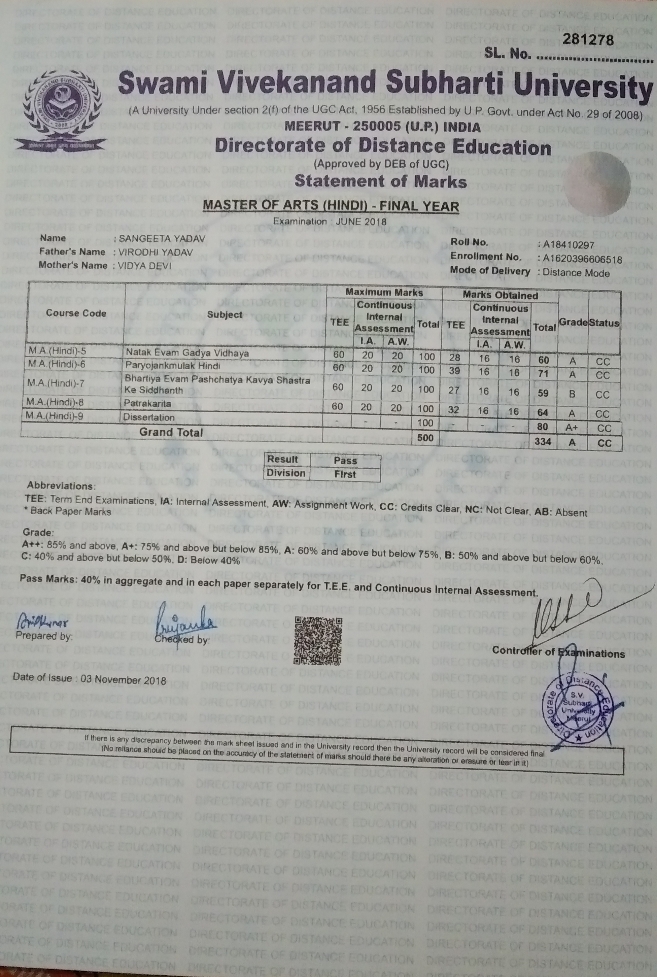 281278
SL. No. ........................
Swami Vivekanand Subharti University
(A University Under section 2(f) of the UGC Act, 1956 Established by U P. Govt. under Act No. 29 of 2008)
MEERUT - 250005 (U.P.) INDIA
Directorate of Distance Education
(Approved by DEB of UGC)
Statement of Marks
MASTER OF ARTS (HINDI) - FINAL YEAR
Examination : JUNE 2018
Name : SANGEETA YADAV
Father's Name : VIRODHI YADAV
Mother's Name : VIDYA DEVI
Roll No. : A18410297
Enrollment No. : A1620396606518
Mode of Delivery : Distance Mode
Course Code Subject Maximum Marks Marks Obtained Grade Status
TEE Continuous Internal Assessment Total TEE Continuous Internal Assessment Total
I.A. A.W. I.A. A.W.
M.A.(Hindi)-5 Natak Evam Gadya Vidhaya 60 20 20 100 28 16 16 60 A CC
M.A.(Hindi)-6 Paryojankmulak Hindi 60 20 20 100 39 16 16 71 A CC
M.A.(Hindi)-7 Bhartiya Evam Pashchatya Kavya Shastra Ke Siddhanth 60 20 20 100 27 16 16 59 B CC
M.A.(Hindi)-8 Patrakarita 60 20 20 100 32 16 16 64 A CC
M.A.(Hindi)-9 Dissertation - - - 100 - - - 80 A+ CC
Grand Total 500 334 A CC
Result Pass
Division First
Abbreviations:
TEE: Term End Examinations, IA: Internal Assessment, AW: Assignment Work, CC: Credits Clear, NC: Not Clear, AB: Absent
* Back Paper Marks
Grade:
A++: 85% and above, A+: 75% and above but below 85%, A: 60% and above but below 75%, B: 50% and above but below 60%,
C: 40% and above but below 50%, D: Below 40%
Pass Marks: 40% in aggregate and in each paper separately for T.E.E. and Continuous Internal Assessment.
Prepared by:
Priyanka
Checked by:
Controller of Examinations
Date of Issue : 03 November 2018
Directorate of Distance Education
S.V.
Subharti
University
Meerut
If there is any discrepancy between the mark sheet issued and in the University record then the University record will be considered final
(No reliance should be placed on the accuracy of the statement of marks should there be any alteration or erasure or tear in it)